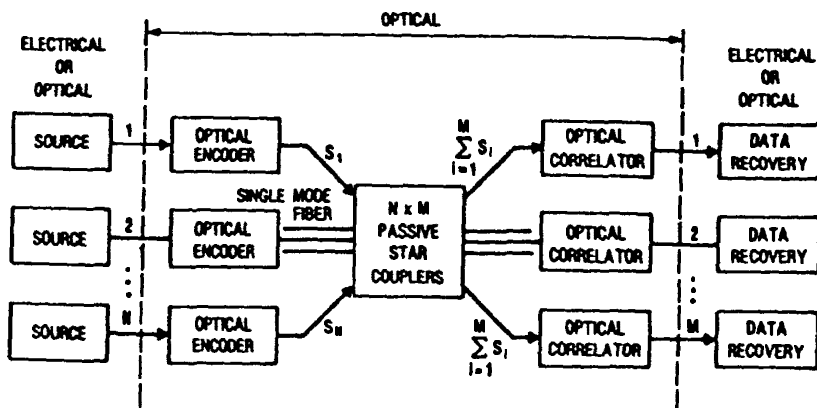 OPTICAL
ELECTRICAL
OR
OPTICAL
ELECTRICAL
OR
OPTICAL
SOURCE
1
OPTICAL
ENCODER
S₁
M
∑ Sᵢ
i=1
OPTICAL
CORRELATOR
1
DATA
RECOVERY
SINGLE MODE
FIBER
SOURCE
2
OPTICAL
ENCODER
N x M
PASSIVE
STAR
COUPLERS
OPTICAL
CORRELATOR
2
DATA
RECOVERY
SOURCE
N
OPTICAL
ENCODER
S_N
M
∑ Sᵢ
i=1
OPTICAL
CORRELATOR
M
DATA
RECOVERY